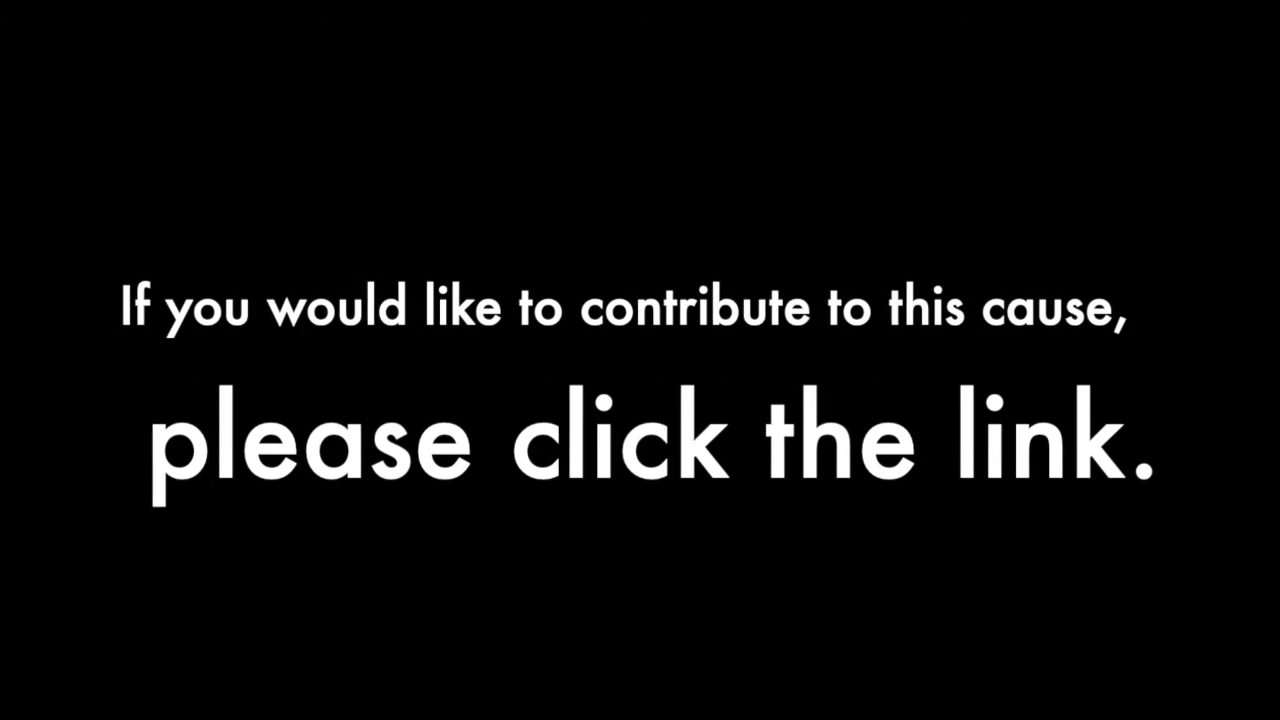 If you would like to contribute to this cause,
please click the link.